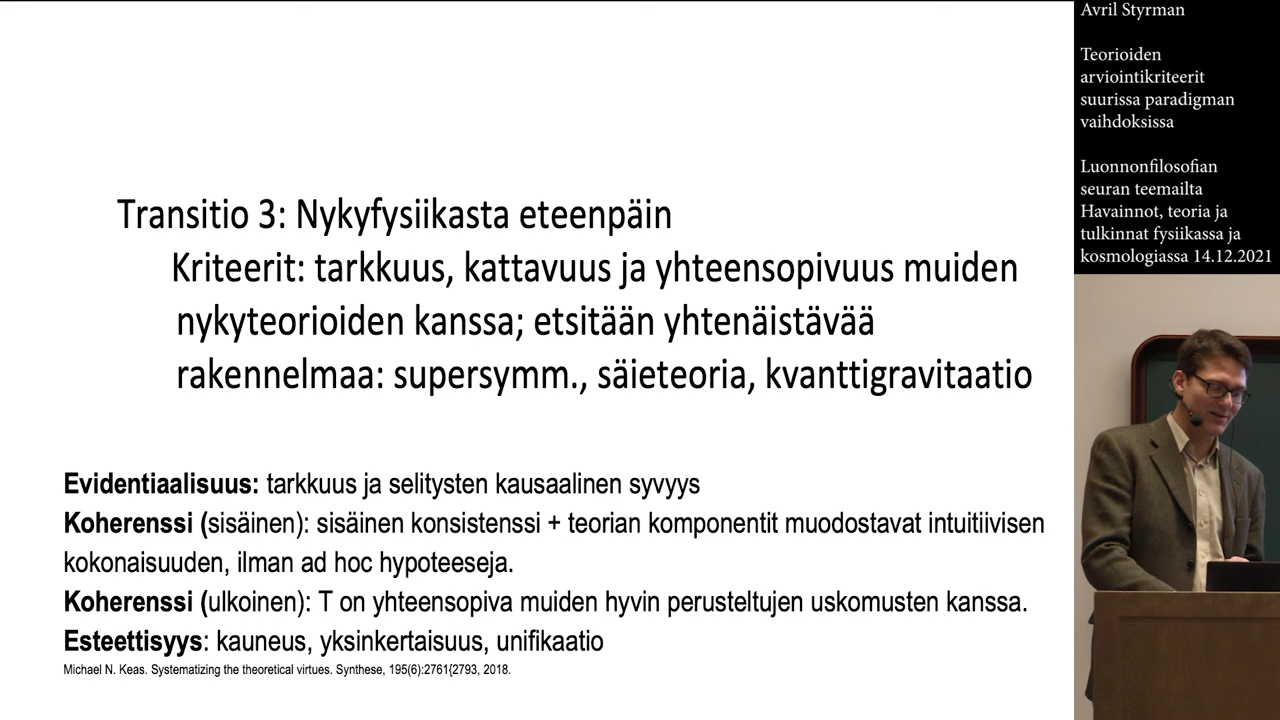 Transitio 3: Nykyfysiikasta eteenpäin
Kriteerit: tarkkuus, kattavuus ja yhteensopivuus muiden
nykyteorioiden kanssa; etsitään yhtenäistävää
rakennelmaa: supersymm., säieteoria, kvanttigravitaatio
Evidentiaalisuus: tarkkuus ja selitysten kausaalinen syvyys
Koherenssi (sisäinen): sisäinen konsistenssi + teorian komponentit muodostavat intuitiivisen
kokonaisuuden, ilman ad hoc hypoteeseja.
Koherenssi (ulkoinen): T on yhteensopiva muiden hyvin perusteltujen uskomusten kanssa.
Esteettisyys: kauneus, yksinkertaisuus, unifikaatio
Michael N. Keas. Systematizing the theoretical virtues. Synthese, 195(6):2761{2793, 2018.
Avril Styrman
Teorioiden
arviointikriteerit
suurissa paradigman
vaihdoksissa
Luonnonfilosofian
seuran teemailta
Havainnot, teoria ja
tulkinnat fysiikassa ja
kosmologiassa 14.12.2021